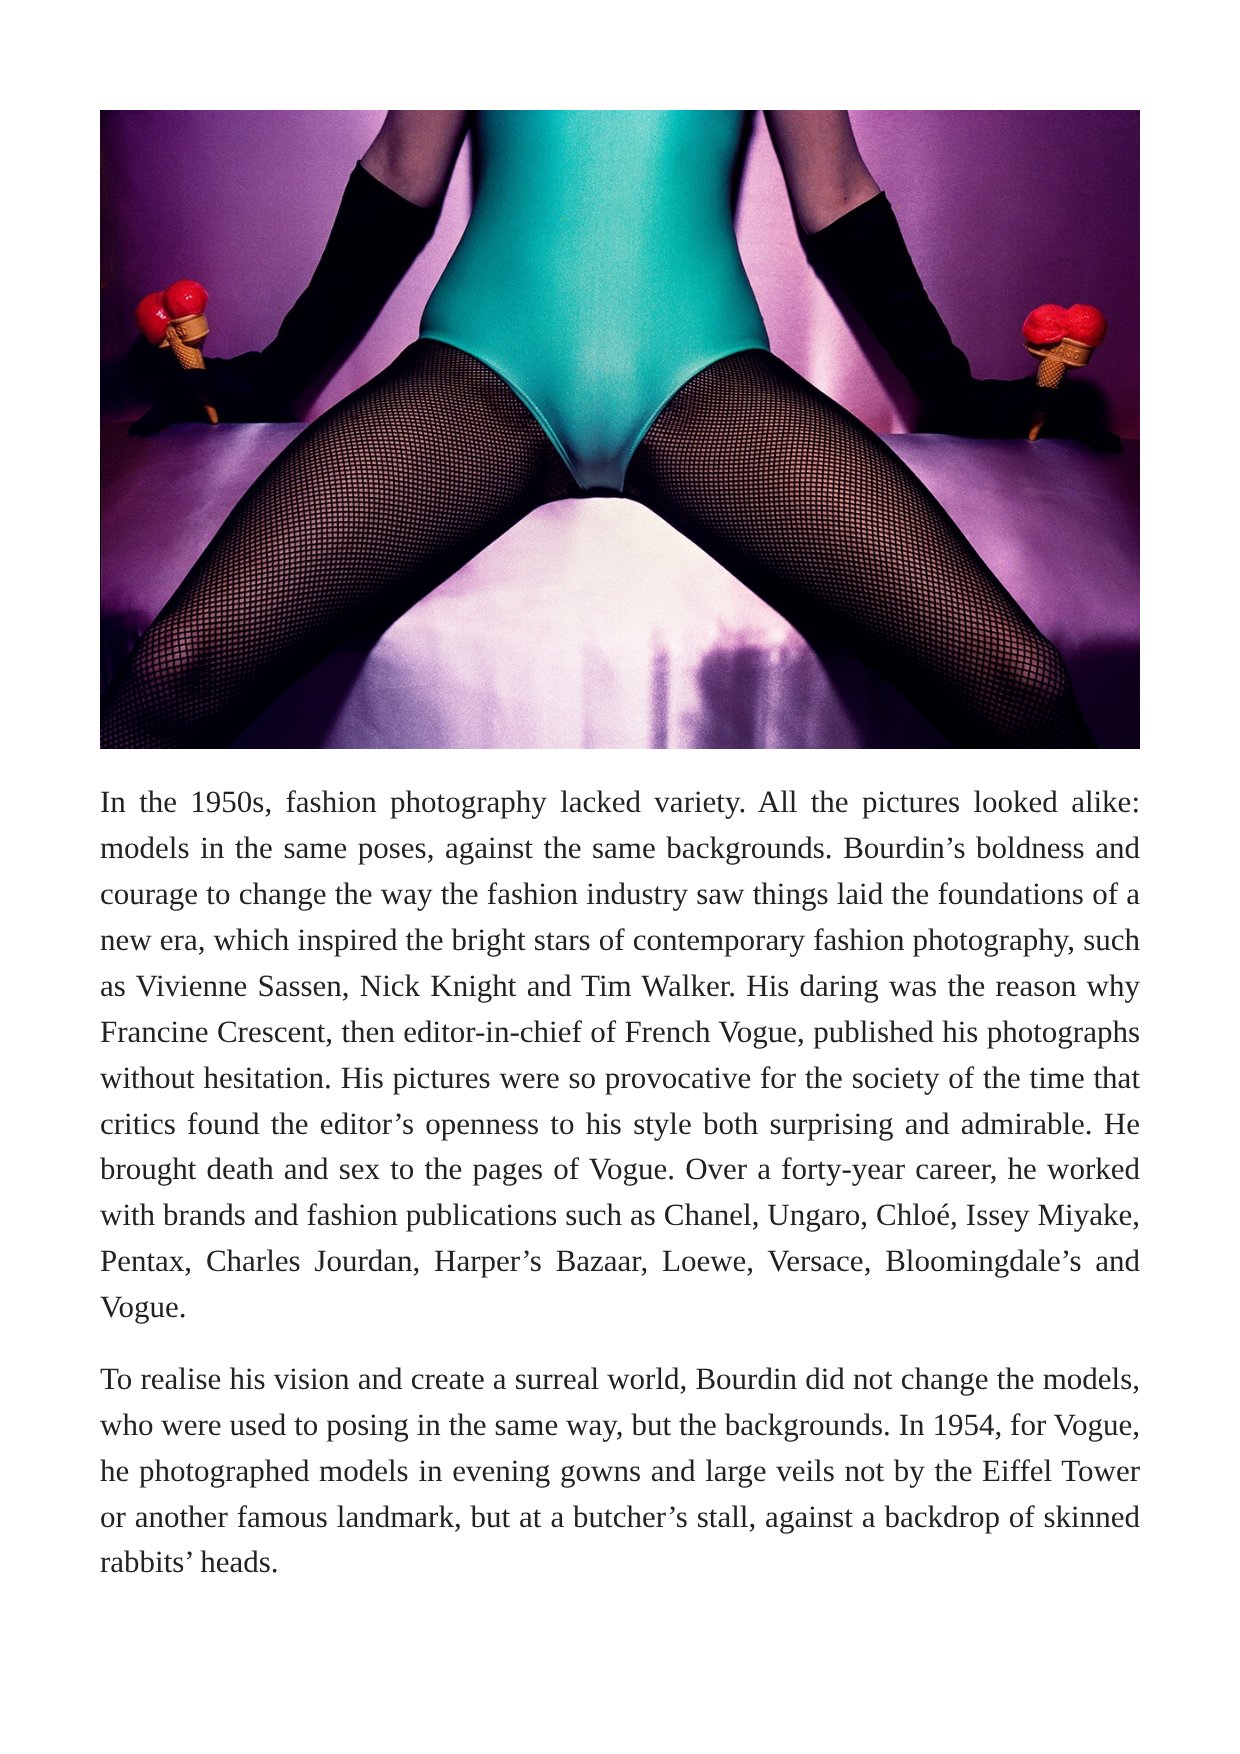 In the 1950s, fashion photography lacked variety. All the pictures looked alike:
models in the same poses, against the same backgrounds. Bourdin’s boldness and
courage to change the way the fashion industry saw things laid the foundations of a
new era, which inspired the bright stars of contemporary fashion photography, such
as Vivienne Sassen, Nick Knight and Tim Walker. His daring was the reason why
Francine Crescent, then editor-in-chief of French Vogue, published his photographs
without hesitation. His pictures were so provocative for the society of the time that
critics found the editor’s openness to his style both surprising and admirable. He
brought death and sex to the pages of Vogue. Over a forty-year career, he worked
with brands and fashion publications such as Chanel, Ungaro, Chloé, Issey Miyake,
Pentax, Charles Jourdan, Harper’s Bazaar, Loewe, Versace, Bloomingdale’s and
Vogue.
To realise his vision and create a surreal world, Bourdin did not change the models,
who were used to posing in the same way, but the backgrounds. In 1954, for Vogue,
he photographed models in evening gowns and large veils not by the Eiffel Tower
or another famous landmark, but at a butcher’s stall, against a backdrop of skinned
rabbits’ heads.